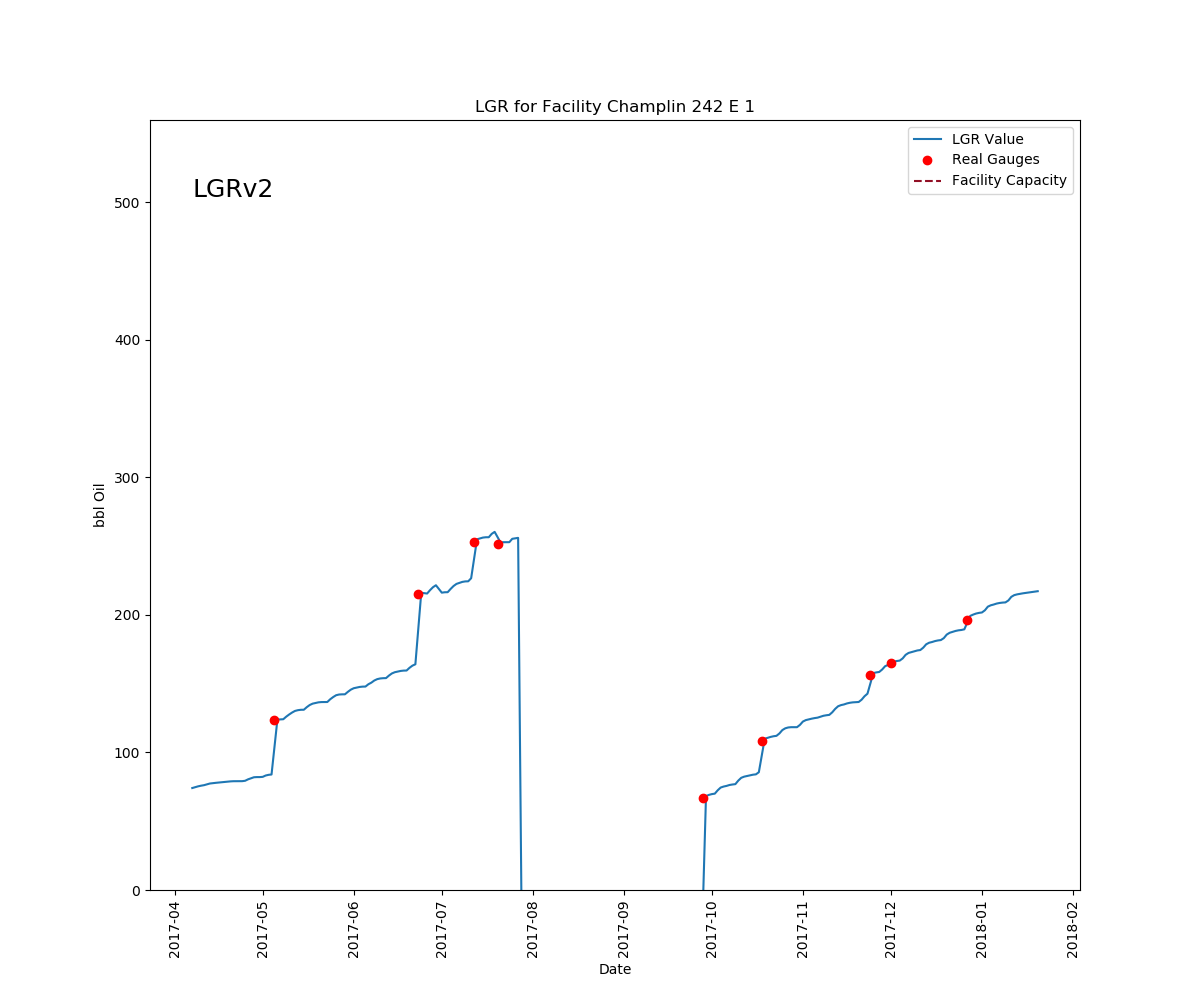 LGR for Facility Champlin 242 E 1
LGRv2
LGR Value
Real Gauges
Facility Capacity
bbl Oil
500
400
300
200
100
0
2017-04
2017-05
2017-06
2017-07
2017-08
2017-09
2017-10
2017-11
2017-12
2018-01
2018-02
Date